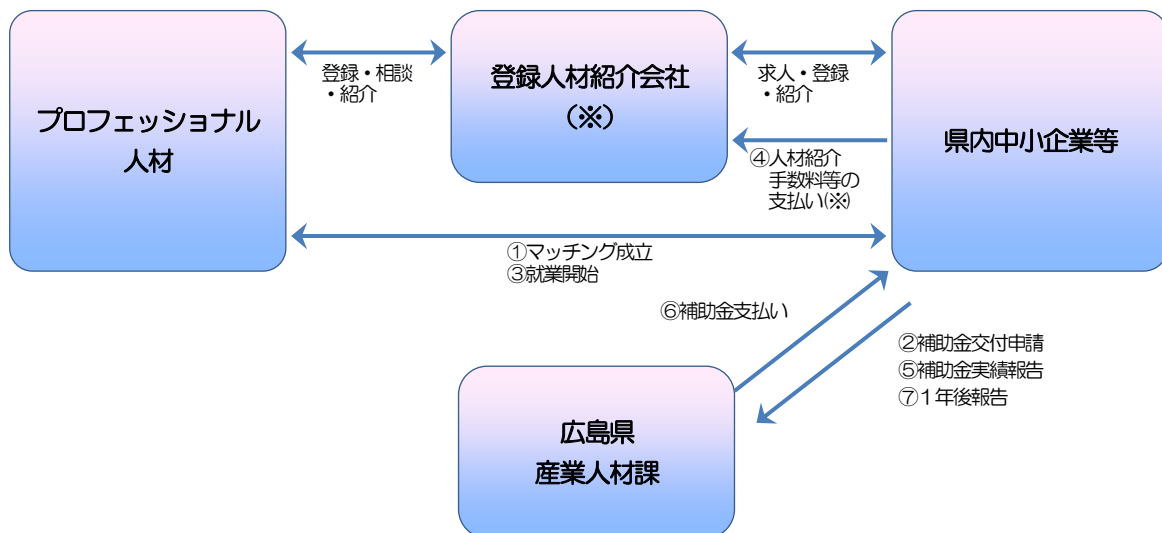 プロフェッショナル
人材
登録・相談
・紹介
登録人材紹介会社
(※)
求人・登録
・紹介
④人材紹介
手数料等の
支払い(※)
県内中小企業等
①マッチング成立
③就業開始
⑥補助金支払い
②補助金交付申請
⑤補助金実績報告
⑦1年後報告
広島県
産業人材課